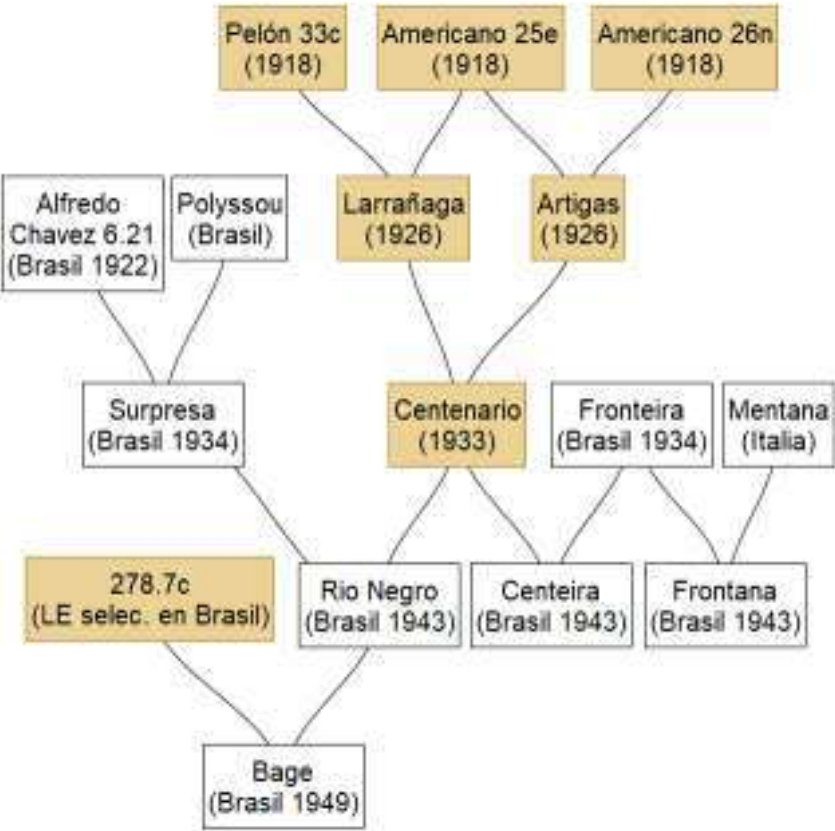 Pelón 33c
(1918)
Americano 25e
(1918)
Americano 26n
(1918)
Alfredo
Chavez 6.21
(Brasil 1922)
Polyssou
(Brasil)
Larrañaga
(1926)
Artigas
(1926)
Surpresa
(Brasil 1934)
Centenario
(1933)
Fronteira
(Brasil 1934)
Mentana
(Italia)
278.7c
(LE selec. en Brasil)
Rio Negro
(Brasil 1943)
Centeira
(Brasil 1943)
Frontana
(Brasil 1943)
Bage
(Brasil 1949)